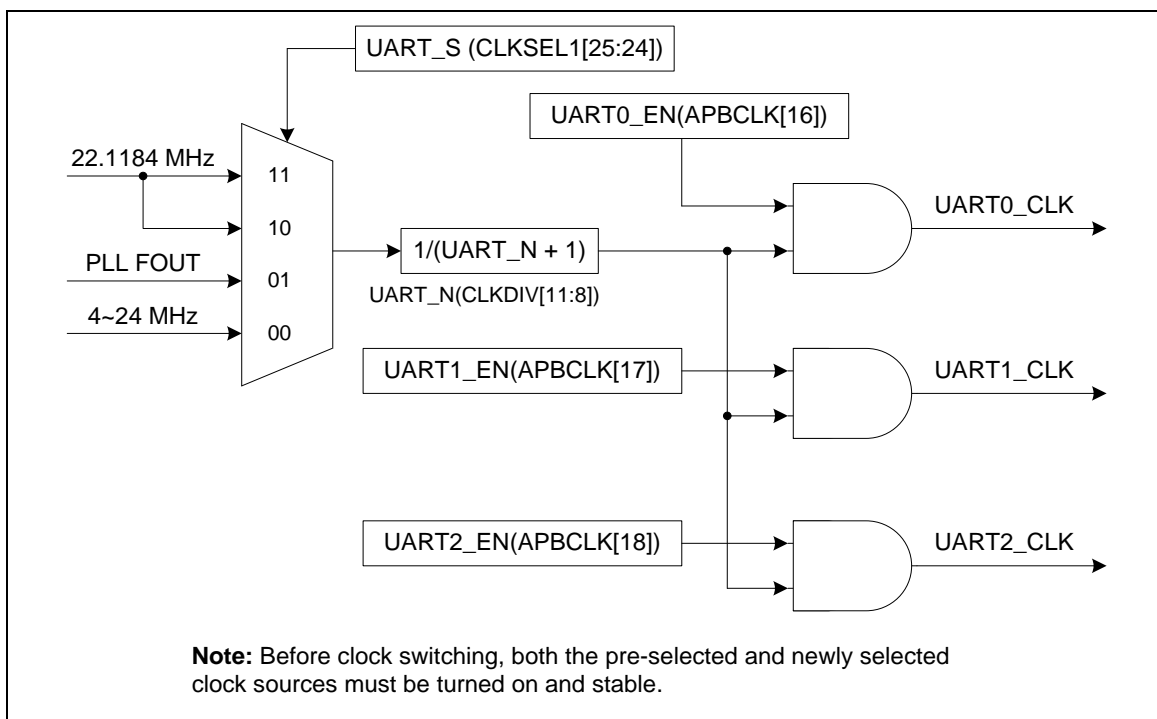 UART_S (CLKSEL1[25:24])
UART0_EN(APBCLK[16])
22.1184 MHz
11
UART0_CLK
10
1/(UART_N + 1)
PLL FOUT
01
UART_N(CLKDIV[11:8])
4~24 MHz
00
UART1_EN(APBCLK[17])
UART1_CLK
UART2_EN(APBCLK[18])
UART2_CLK
Note: Before clock switching, both the pre-selected and newly selected
clock sources must be turned on and stable.